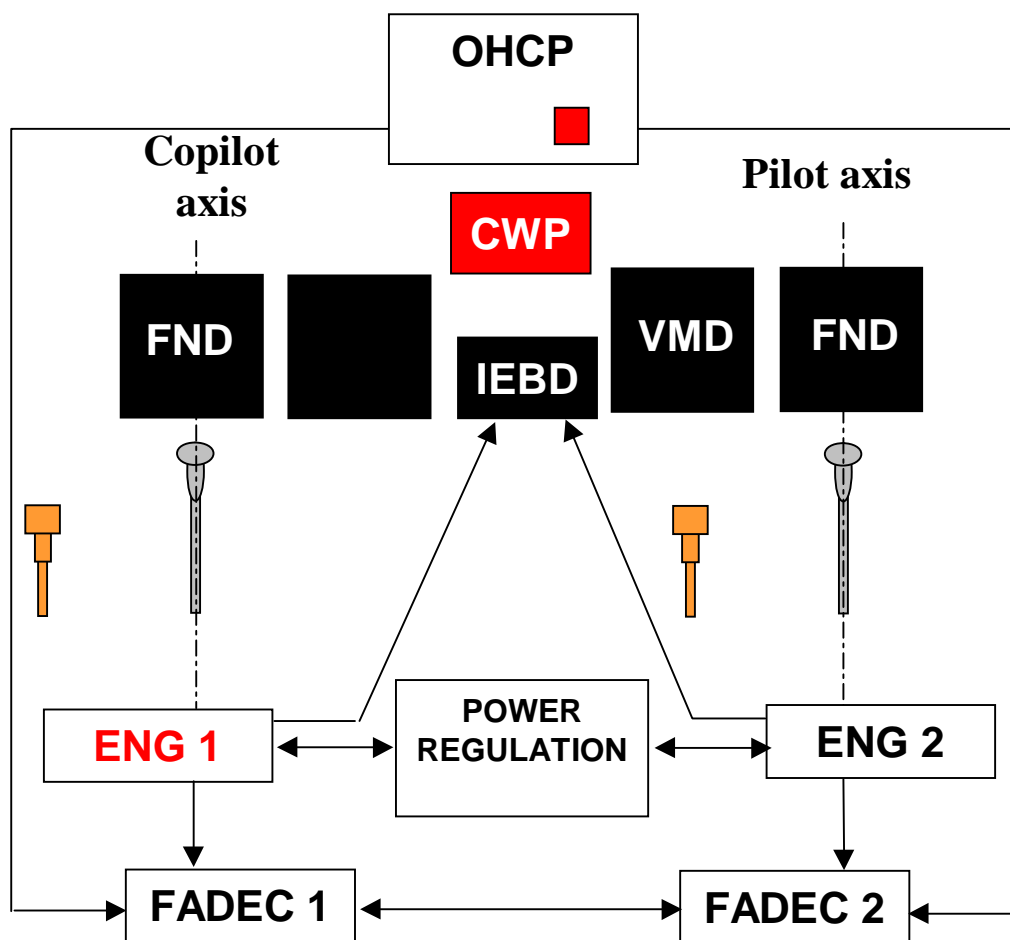 OHCP
Copilot
axis
Pilot axis
CWP
FND
VMD
FND
IEBD
POWER
REGULATION
ENG 1
ENG 2
FADEC 1
FADEC 2